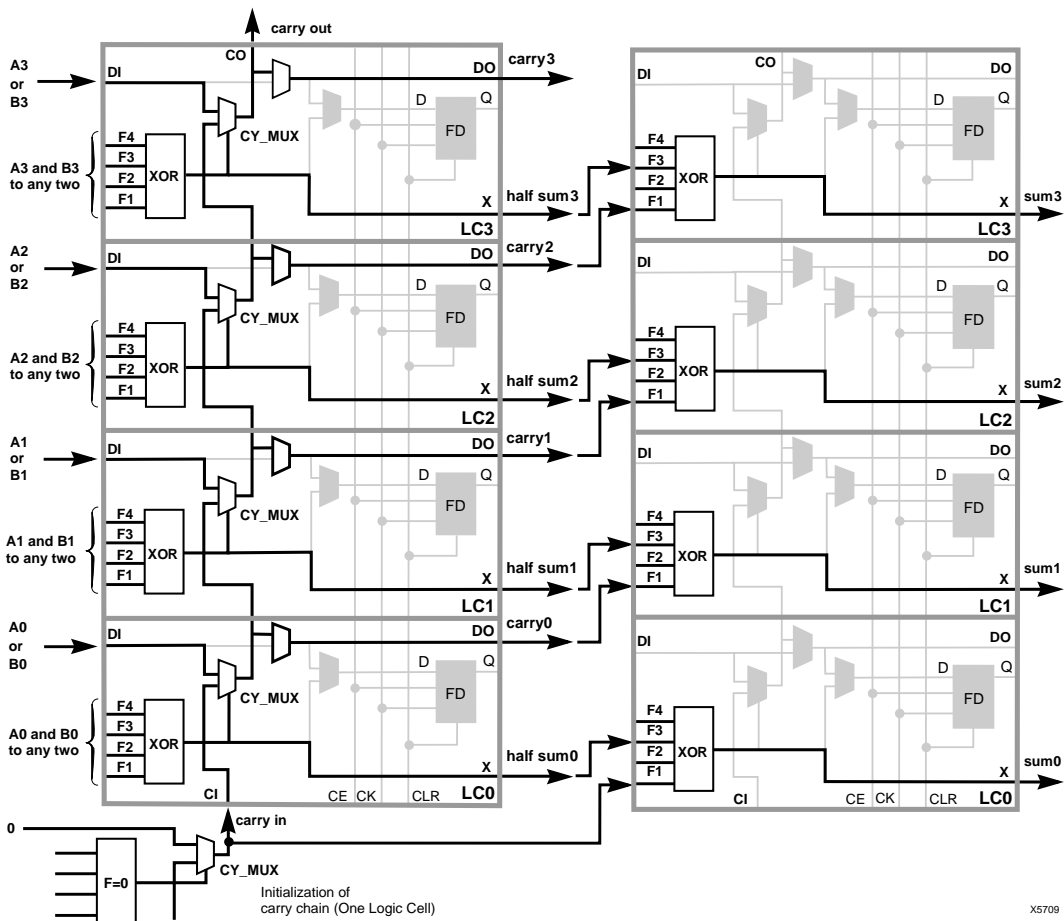 carry out
A3
or
B3
DI
CO
DO
carry3
D
Q
FD
CY_MUX
A3 and B3
to any two
F4
F3
F2
F1
XOR
X
half sum3
LC3
A2
or
B2
DI
DO
carry2
D
Q
FD
CY_MUX
A2 and B2
to any two
F4
F3
F2
F1
XOR
X
half sum2
LC2
A1
or
B1
DI
DO
carry1
D
Q
FD
CY_MUX
A1 and B1
to any two
F4
F3
F2
F1
XOR
X
half sum1
LC1
A0
or
B0
DI
DO
carry0
D
Q
FD
CY_MUX
A0 and B0
to any two
F4
F3
F2
F1
XOR
X
half sum0
CI
CE
CK
CLR
LC0
carry in
0
F=0
CY_MUX
Initialization of
carry chain (One Logic Cell)
DI
CO
DO
D
Q
FD
F4
F3
F2
F1
XOR
X
sum3
LC3
DI
DO
D
Q
FD
F4
F3
F2
F1
XOR
X
sum2
LC2
DI
DO
D
Q
FD
F4
F3
F2
F1
XOR
X
sum1
LC1
DI
DO
D
Q
FD
F4
F3
F2
F1
XOR
X
sum0
CI
CE
CK
CLR
LC0
X5709